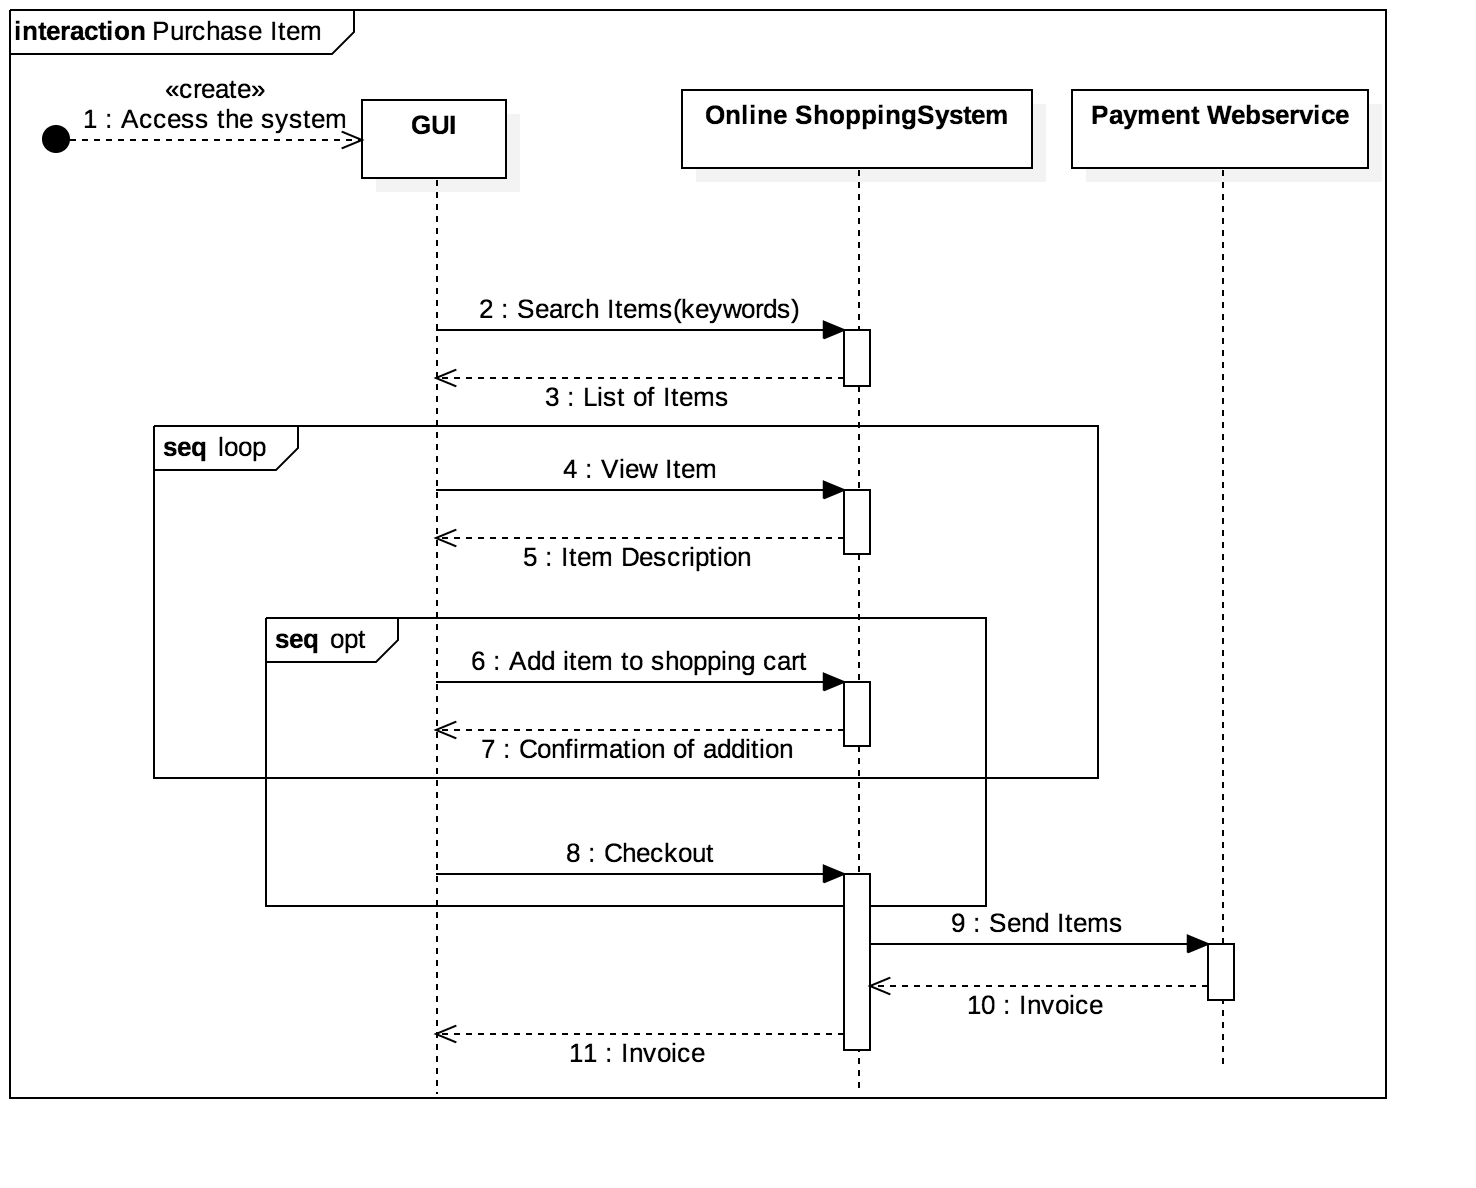 interaction Purchase Item
«create»
1 : Access the system
GUI
Online ShoppingSystem
Payment Webservice
2 : Search Items(keywords)
3 : List of Items
seq loop
4 : View Item
5 : Item Description
seq opt
6 : Add item to shopping cart
7 : Confirmation of addition
8 : Checkout
9 : Send Items
10 : Invoice
11 : Invoice